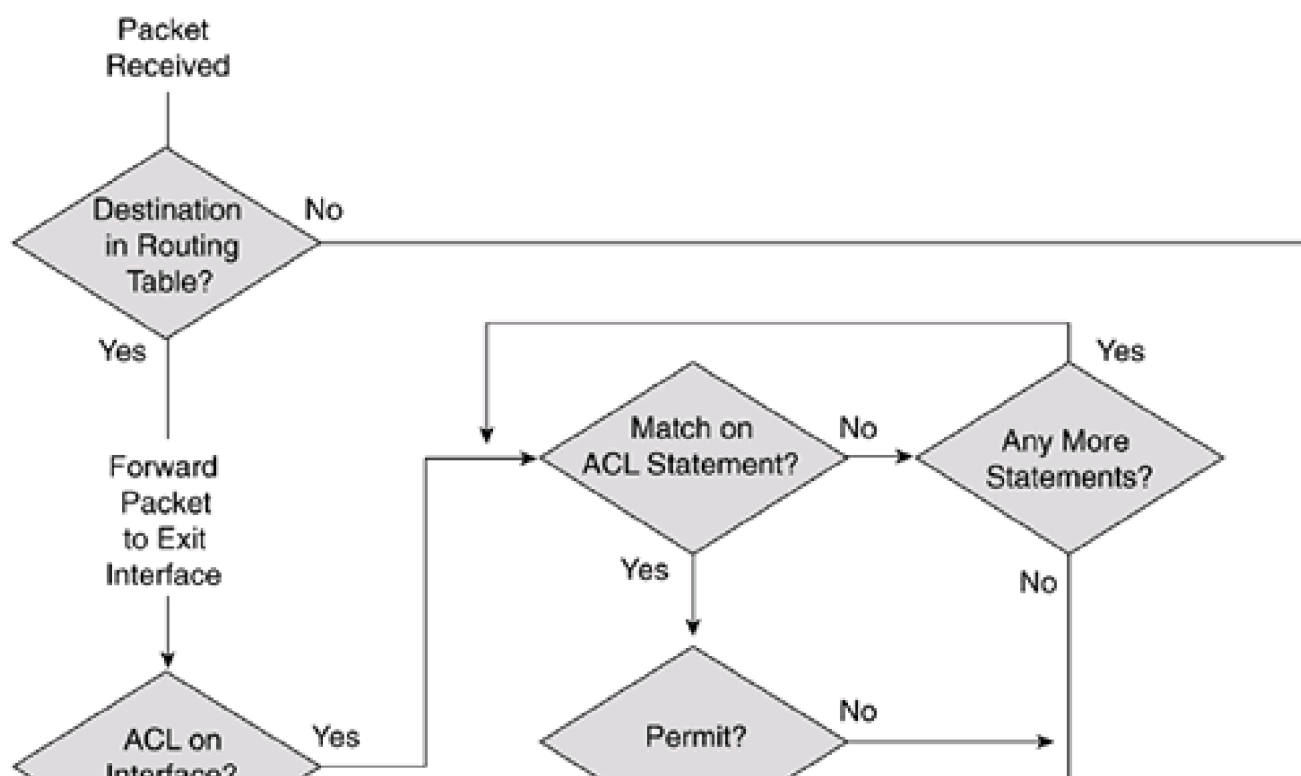 Packet
Received
Destination
in Routing
Table?
No
Yes
Forward
Packet
to Exit
Interface
ACL on
Interface?
Yes
Match on
ACL Statement?
No
Yes
Any More
Statements?
Yes
No
Permit?
No